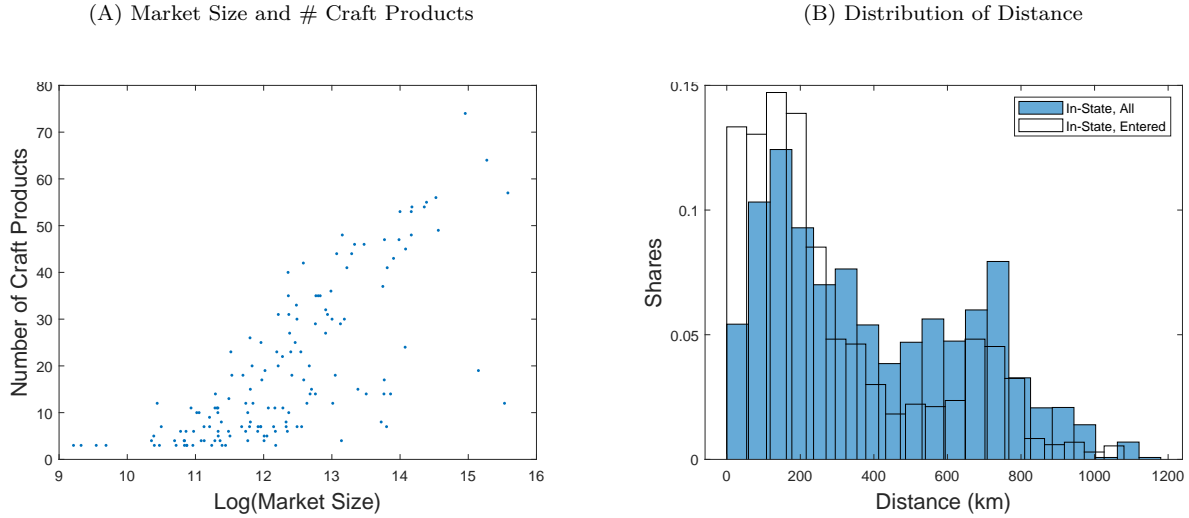 (A) Market Size and # Craft Products
(B) Distribution of Distance
80
70
60
50
40
30
20
10
0
Number of Craft Products
9 10 11 12 13 14 15 16
Log(Market Size)
0.15
0.1
0.05
0
Shares
In-State, All
In-State, Entered
0 200 400 600 800 1000 1200
Distance (km)